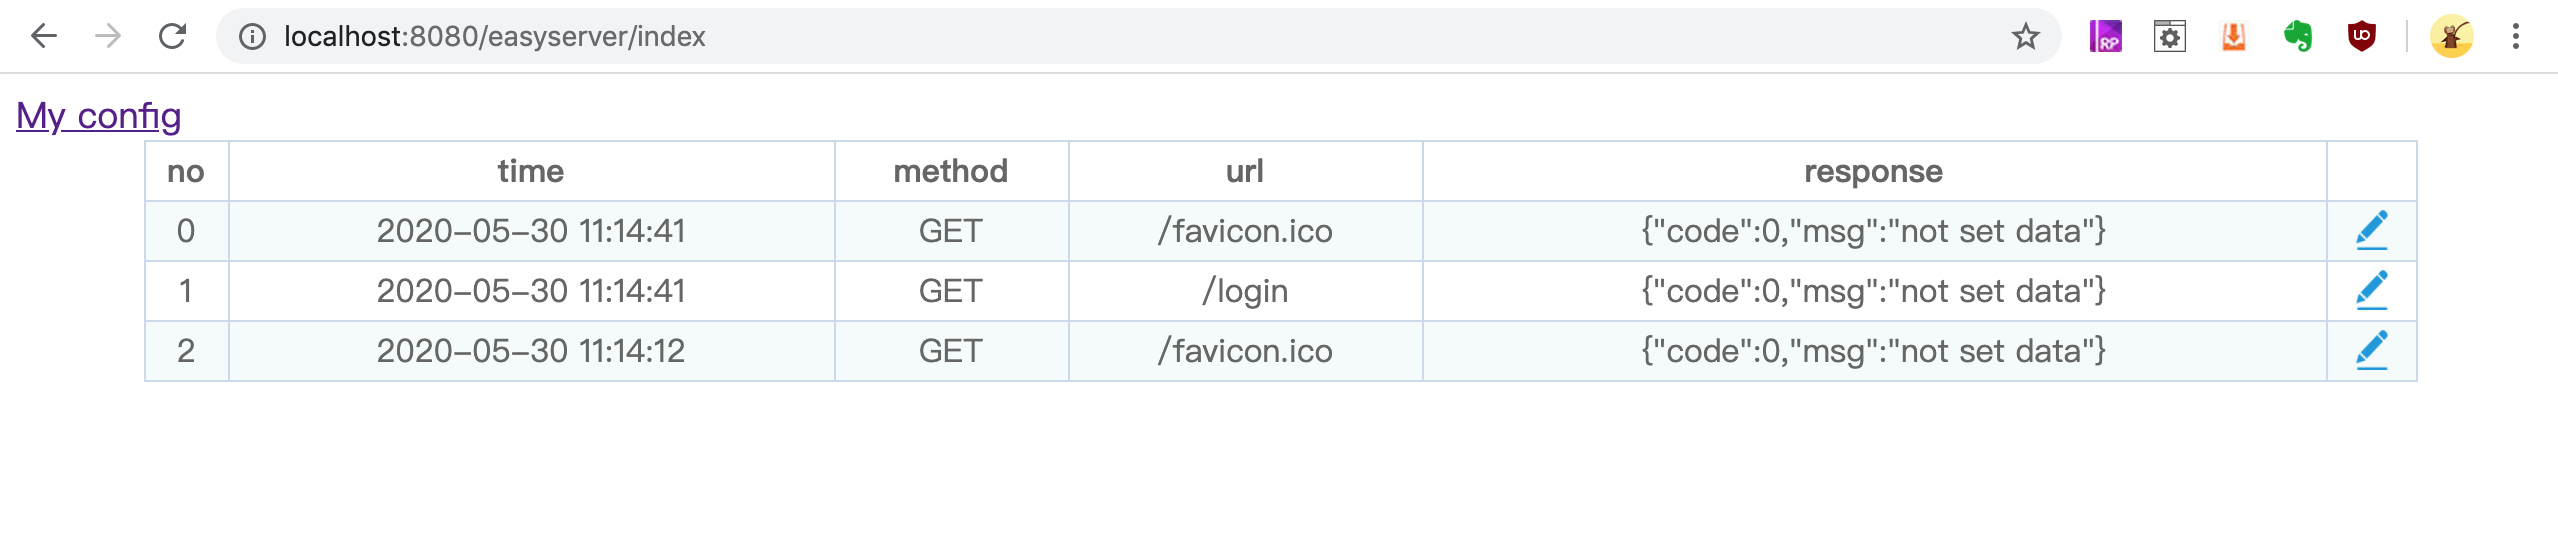 localhost:8080/easyserver/index
RP
UO
My config
no time method url response
0 2020-05-30 11:14:41 GET /favicon.ico {"code":0,"msg":"not set data"}
1 2020-05-30 11:14:41 GET /login {"code":0,"msg":"not set data"}
2 2020-05-30 11:14:12 GET /favicon.ico {"code":0,"msg":"not set data"}